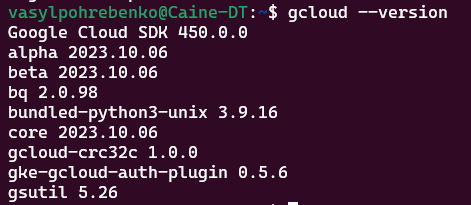 vasylpohrebenko@Caine-DT:~$ gcloud --version
Google Cloud SDK 450.0.0
alpha 2023.10.06
beta 2023.10.06
bq 2.0.98
bundled-python3-unix 3.9.16
core 2023.10.06
gcloud-crc32c 1.0.0
gke-gcloud-auth-plugin 0.5.6
gsutil 5.26